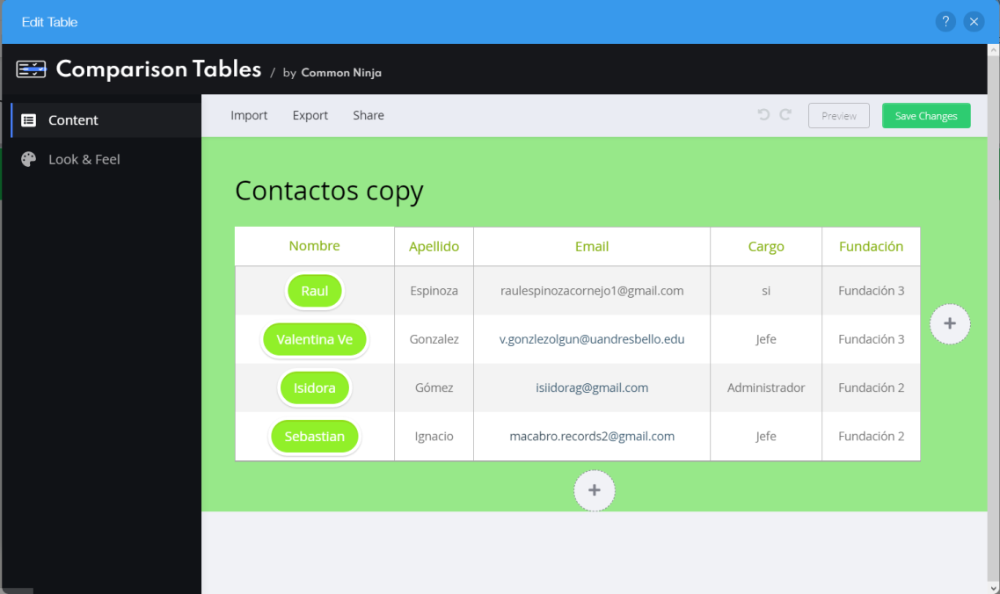 Edit Table
?
Comparison Tables / by Common Ninja
Content
Look & Feel
Import Export Share Preview Save Changes
Contactos copy
Nombre Apellido Email Cargo Fundación
Raul Espinoza raulespinozacornejo1@gmail.com si Fundación 3
Valentina Ve Gonzalez v.gonzlezolgun@uandresbello.edu Jefe Fundación 3
Isidora Gómez isiidorag@gmail.com Administrador Fundación 2
Sebastian Ignacio macabro.records2@gmail.com Jefe Fundación 2